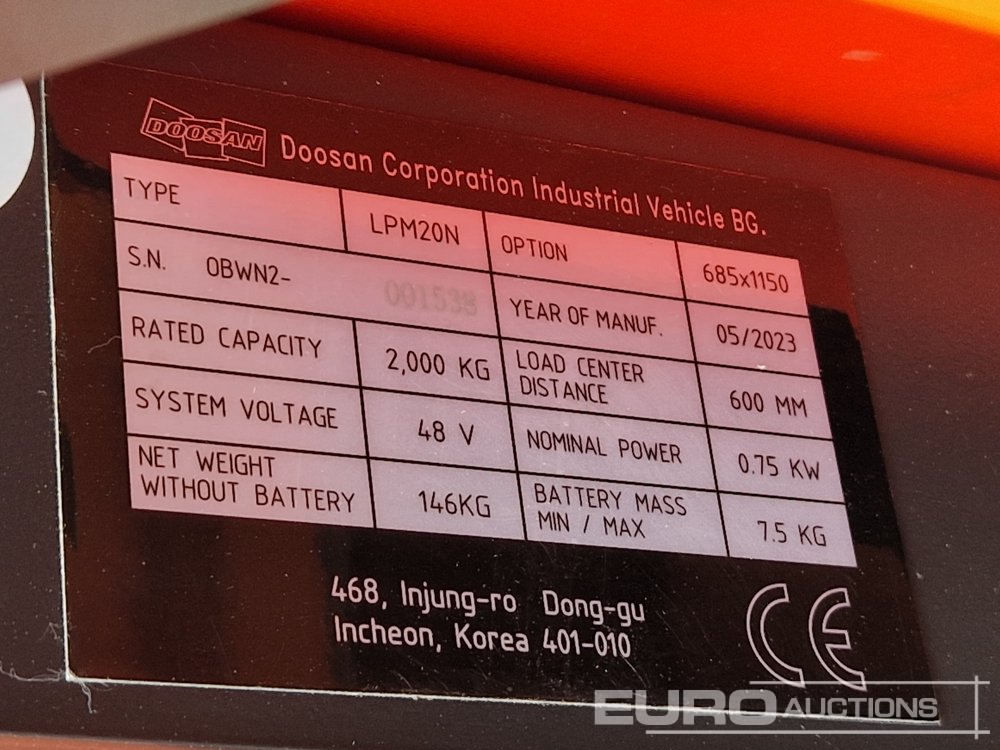 DOOSAN Doosan Corporation Industrial Vehicle BG.
TYPE LPM20N OPTION 685x1150
S.N. 0BWN2- 001538 YEAR OF MANUF. 05/2023
RATED CAPACITY 2,000 KG LOAD CENTER DISTANCE 600 MM
SYSTEM VOLTAGE 48 V NOMINAL POWER 0.75 KW
NET WEIGHT WITHOUT BATTERY 146KG BATTERY MASS MIN / MAX 7.5 KG
468, Injung-ro Dong-gu
Incheon, Korea 401-010
CE
EURO AUCTIONS